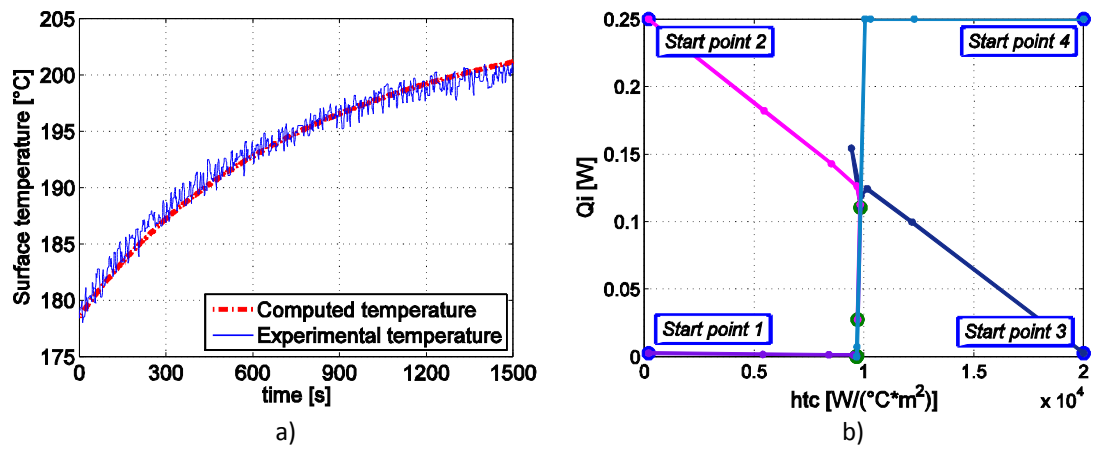 205
200
195
190
185
180
175
Surface temperature [°C]
0 300 600 900 1200 1500
time [s]
Computed temperature
Experimental temperature
a)
0.25
0.2
0.15
0.1
0.05
0
Qi [W]
Start point 2
Start point 4
Start point 1
Start point 3
0 0.5 1 1.5 2
x 10⁴
htc [W/(°C*m²)]
b)